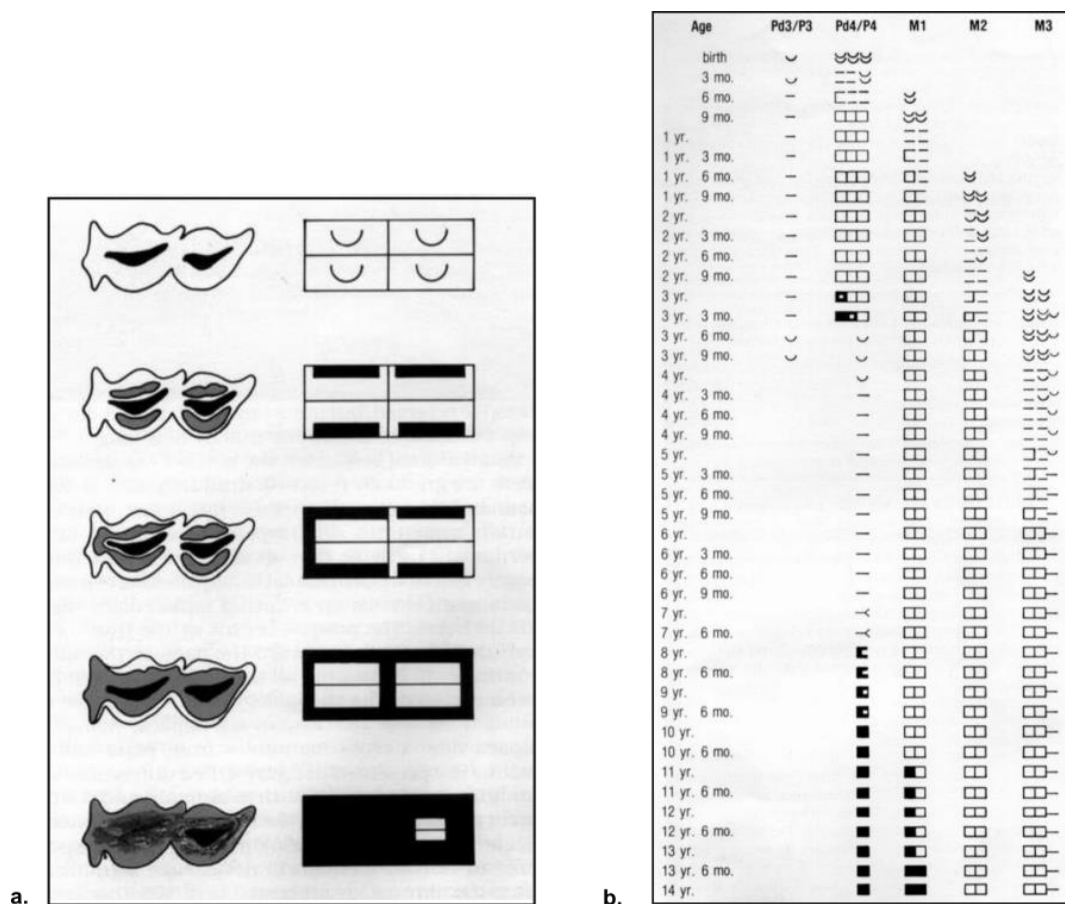 Age Pd3/P3 Pd4/P4 M1 M2 M3
birth
3 mo.
6 mo.
9 mo.
1 yr.
1 yr. 3 mo.
1 yr. 6 mo.
1 yr. 9 mo.
2 yr.
2 yr. 3 mo.
2 yr. 6 mo.
2 yr. 9 mo.
3 yr.
3 yr. 3 mo.
3 yr. 6 mo.
3 yr. 9 mo.
4 yr.
4 yr. 3 mo.
4 yr. 6 mo.
4 yr. 9 mo.
5 yr.
5 yr. 3 mo.
5 yr. 6 mo.
5 yr. 9 mo.
6 yr.
6 yr. 3 mo.
6 yr. 6 mo.
6 yr. 9 mo.
7 yr.
7 yr. 6 mo.
8 yr.
8 yr. 6 mo.
9 yr.
9 yr. 6 mo.
10 yr.
10 yr. 6 mo.
11 yr.
11 yr. 6 mo.
12 yr.
12 yr. 6 mo.
13 yr.
13 yr. 6 mo.
14 yr.
a.
b.